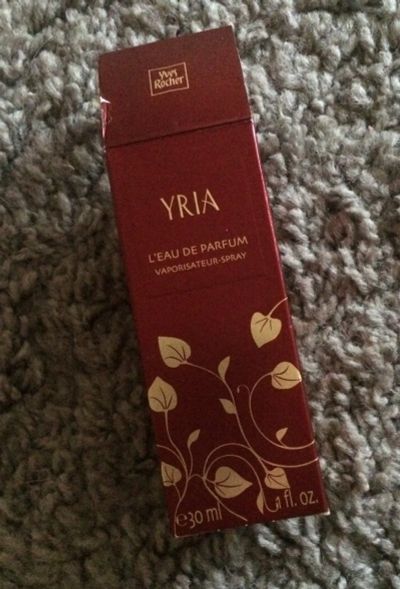 Yves
Rocher
YRIA
L'EAU DE PARFUM
VAPORISATEUR-SPRAY
℮30 ml 1 fl. oz.